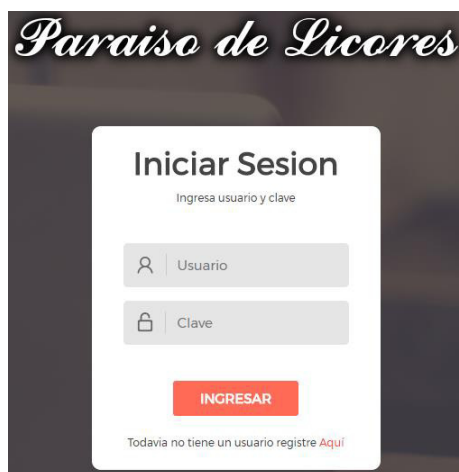 Paraiso de Licores
Iniciar Sesion
Ingresa usuario y clave
Usuario
Clave
INGRESAR
Todavia no tiene un usuario registre Aquí